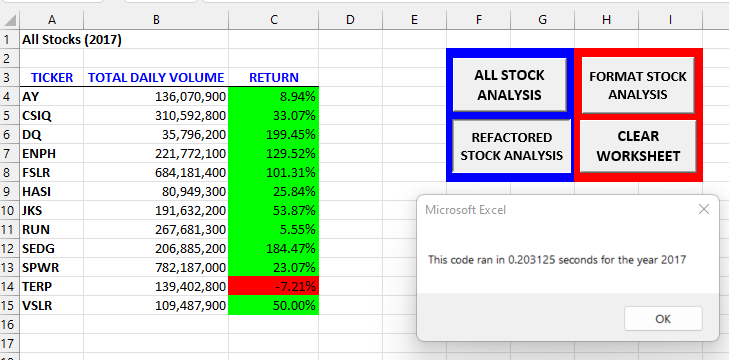 A B C D E F G H I
1 All Stocks (2017)
2
3 TICKER TOTAL DAILY VOLUME RETURN
4 AY 136,070,900 8.94%
5 CSIQ 310,592,800 33.07%
6 DQ 35,796,200 199.45%
7 ENPH 221,772,100 129.52%
8 FSLR 684,181,400 101.31%
9 HASI 80,949,300 25.84%
10 JKS 191,632,200 53.87%
11 RUN 267,681,300 5.55%
12 SEDG 206,885,200 184.47%
13 SPWR 782,187,000 23.07%
14 TERP 139,402,800 -7.21%
15 VSLR 109,487,900 50.00%
16
17
ALL STOCK
ANALYSIS
FORMAT STOCK
ANALYSIS
REFACTORED
STOCK ANALYSIS
CLEAR
WORKSHEET
Microsoft Excel
This code ran in 0.203125 seconds for the year 2017
OK